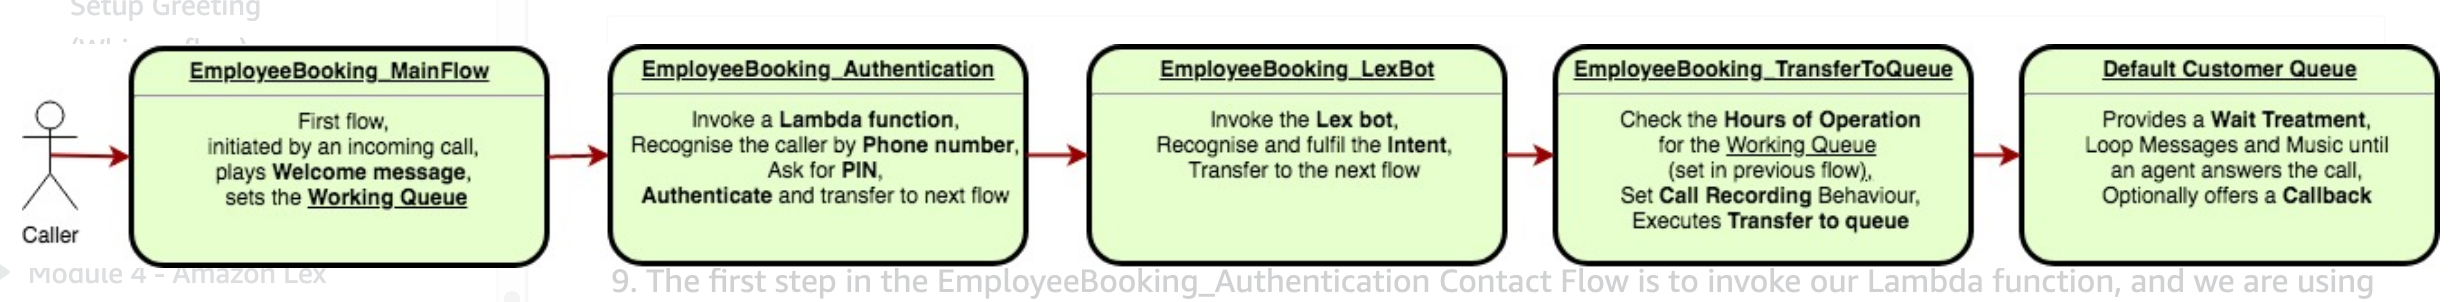 Setup Greeting
EmployeeBooking_MainFlow
First flow,
initiated by an incoming call,
plays Welcome message,
sets the Working Queue
EmployeeBooking_Authentication
Invoke a Lambda function,
Recognise the caller by Phone number,
Ask for PIN,
Authenticate and transfer to next flow
EmployeeBooking_LexBot
Invoke the Lex bot,
Recognise and fulfil the Intent,
Transfer to the next flow
EmployeeBooking_TransferToQueue
Check the Hours of Operation
for the Working Queue
(set in previous flow),
Set Call Recording Behaviour,
Executes Transfer to queue
Default Customer Queue
Provides a Wait Treatment,
Loop Messages and Music until
an agent answers the call,
Optionally offers a Callback
Caller
Module 4 - Amazon Lex
9. The first step in the EmployeeBooking_Authentication Contact Flow is to invoke our Lambda function, and we are using